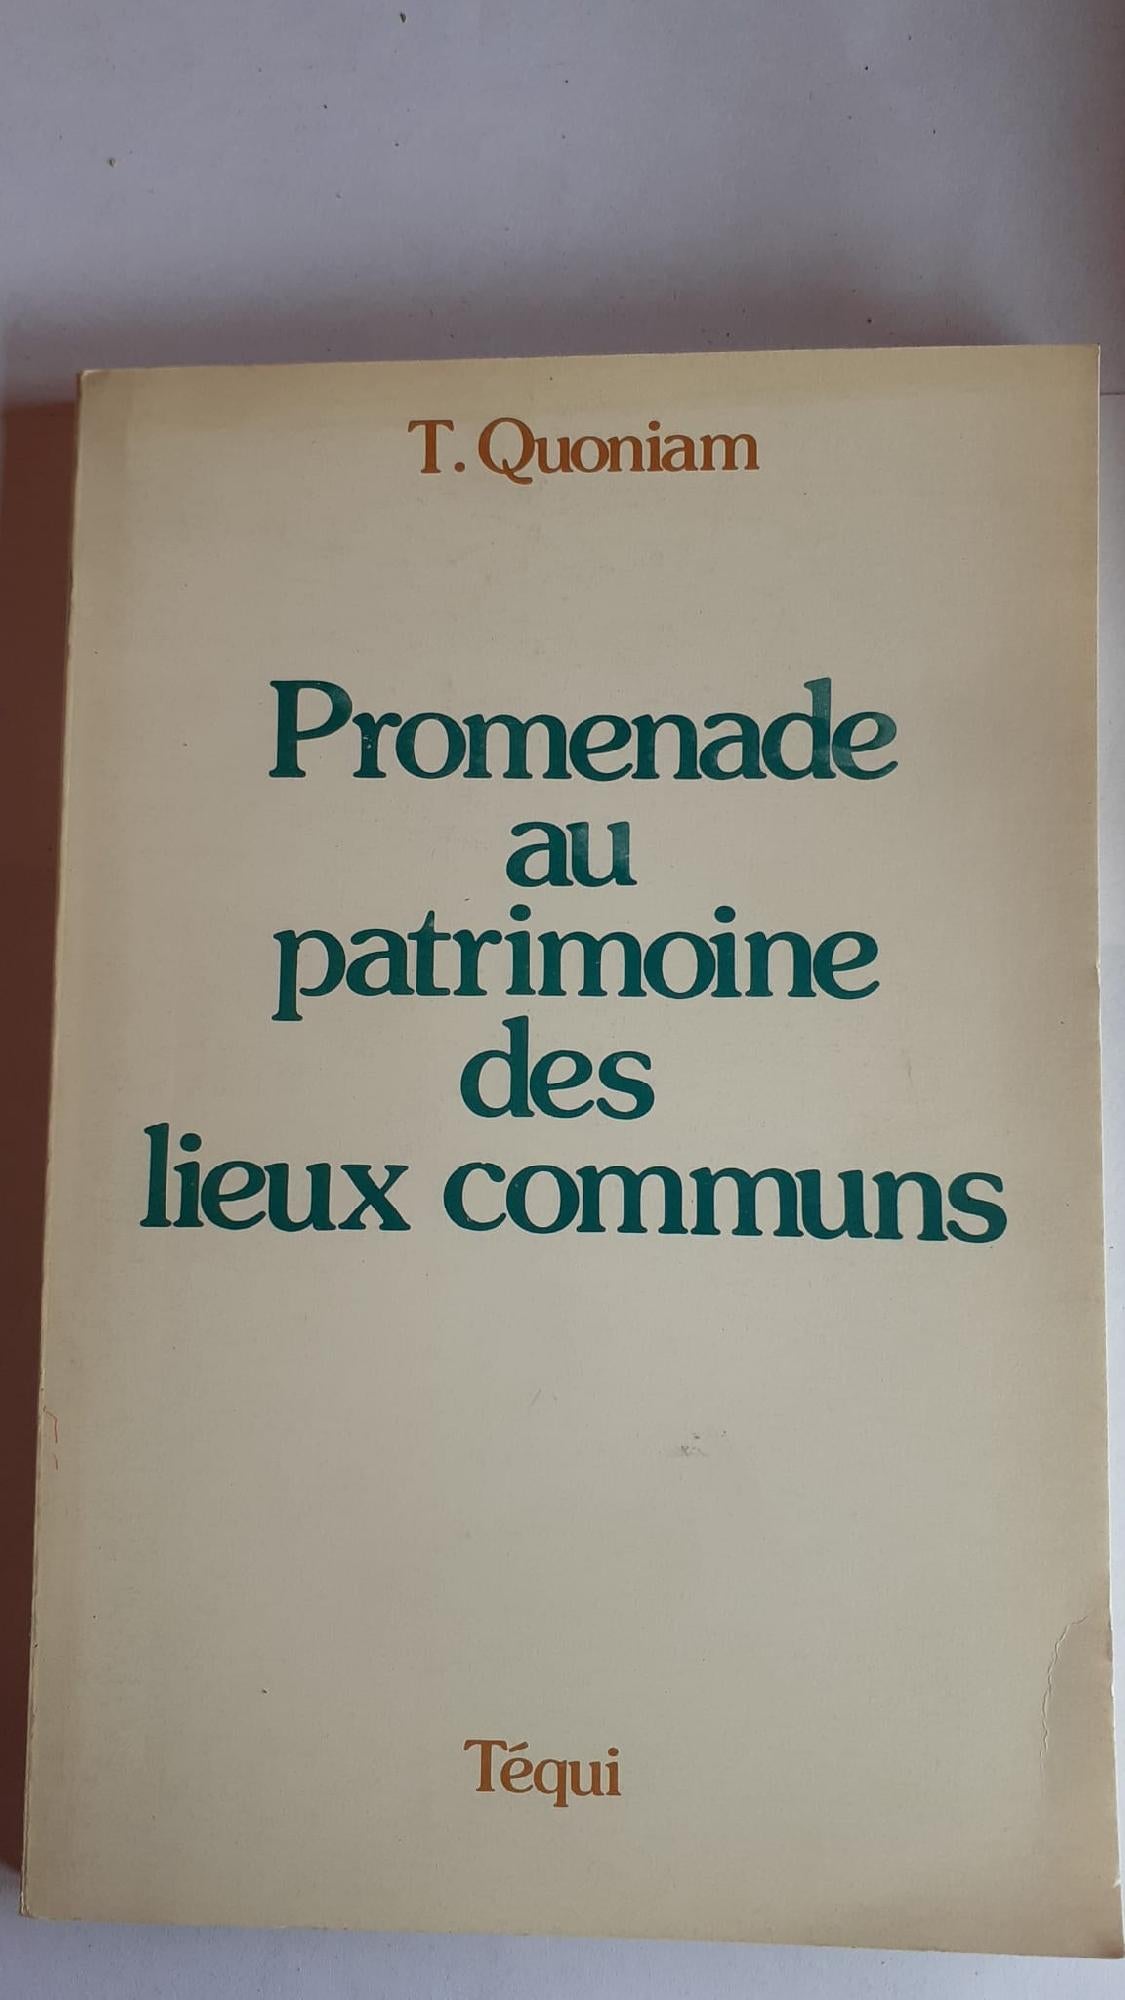 T. Quoniam
Promenade
au
patrimoine
des
lieux communs
Téqui